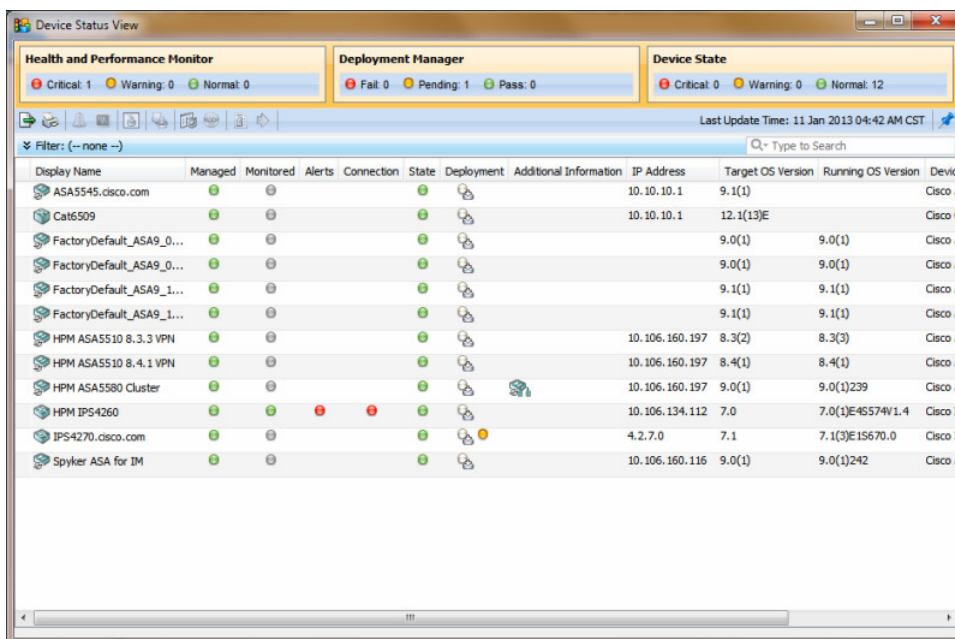 Device Status View
Health and Performance Monitor Deployment Manager Device State
Critical: 1 Warning: 0 Normal: 0 Fail: 0 Pending: 1 Pass: 0 Critical: 0 Warning: 0 Normal: 12
Last Update Time: 11 Jan 2013 04:42 AM CST
Filter: (-- none --) Type to Search
Display Name Managed Monitored Alerts Connection State Deployment Additional Information IP Address Target OS Version Running OS Version Devic
ASA5545.cisco.com 10.10.10.1 9.1(1) Cisco
Cat6509 10.10.10.1 12.1(13)E Cisco
FactoryDefault_ASA9_0... 9.0(1) 9.0(1) Cisco
FactoryDefault_ASA9_0... 9.0(1) 9.0(1) Cisco
FactoryDefault_ASA9_1... 9.1(1) 9.1(1) Cisco
FactoryDefault_ASA9_1... 9.1(1) 9.1(1) Cisco
HPM ASA5510 8.3.3 VPN 10.106.160.197 8.3(2) 8.3(3) Cisco
HPM ASA5510 8.4.1 VPN 10.106.160.197 8.4(1) 8.4(1) Cisco
HPM ASA5580 Cluster 10.106.160.197 9.0(1) 9.0(1)239 Cisco
HPM IPS4260 10.106.134.112 7.0 7.0(1)E4S574V1.4 Cisco
IPS4270.cisco.com 4.2.7.0 7.1 7.1(3)E1S670.0 Cisco
Spyker ASA for IM 10.106.160.116 9.0(1) 9.0(1)242 Cisco